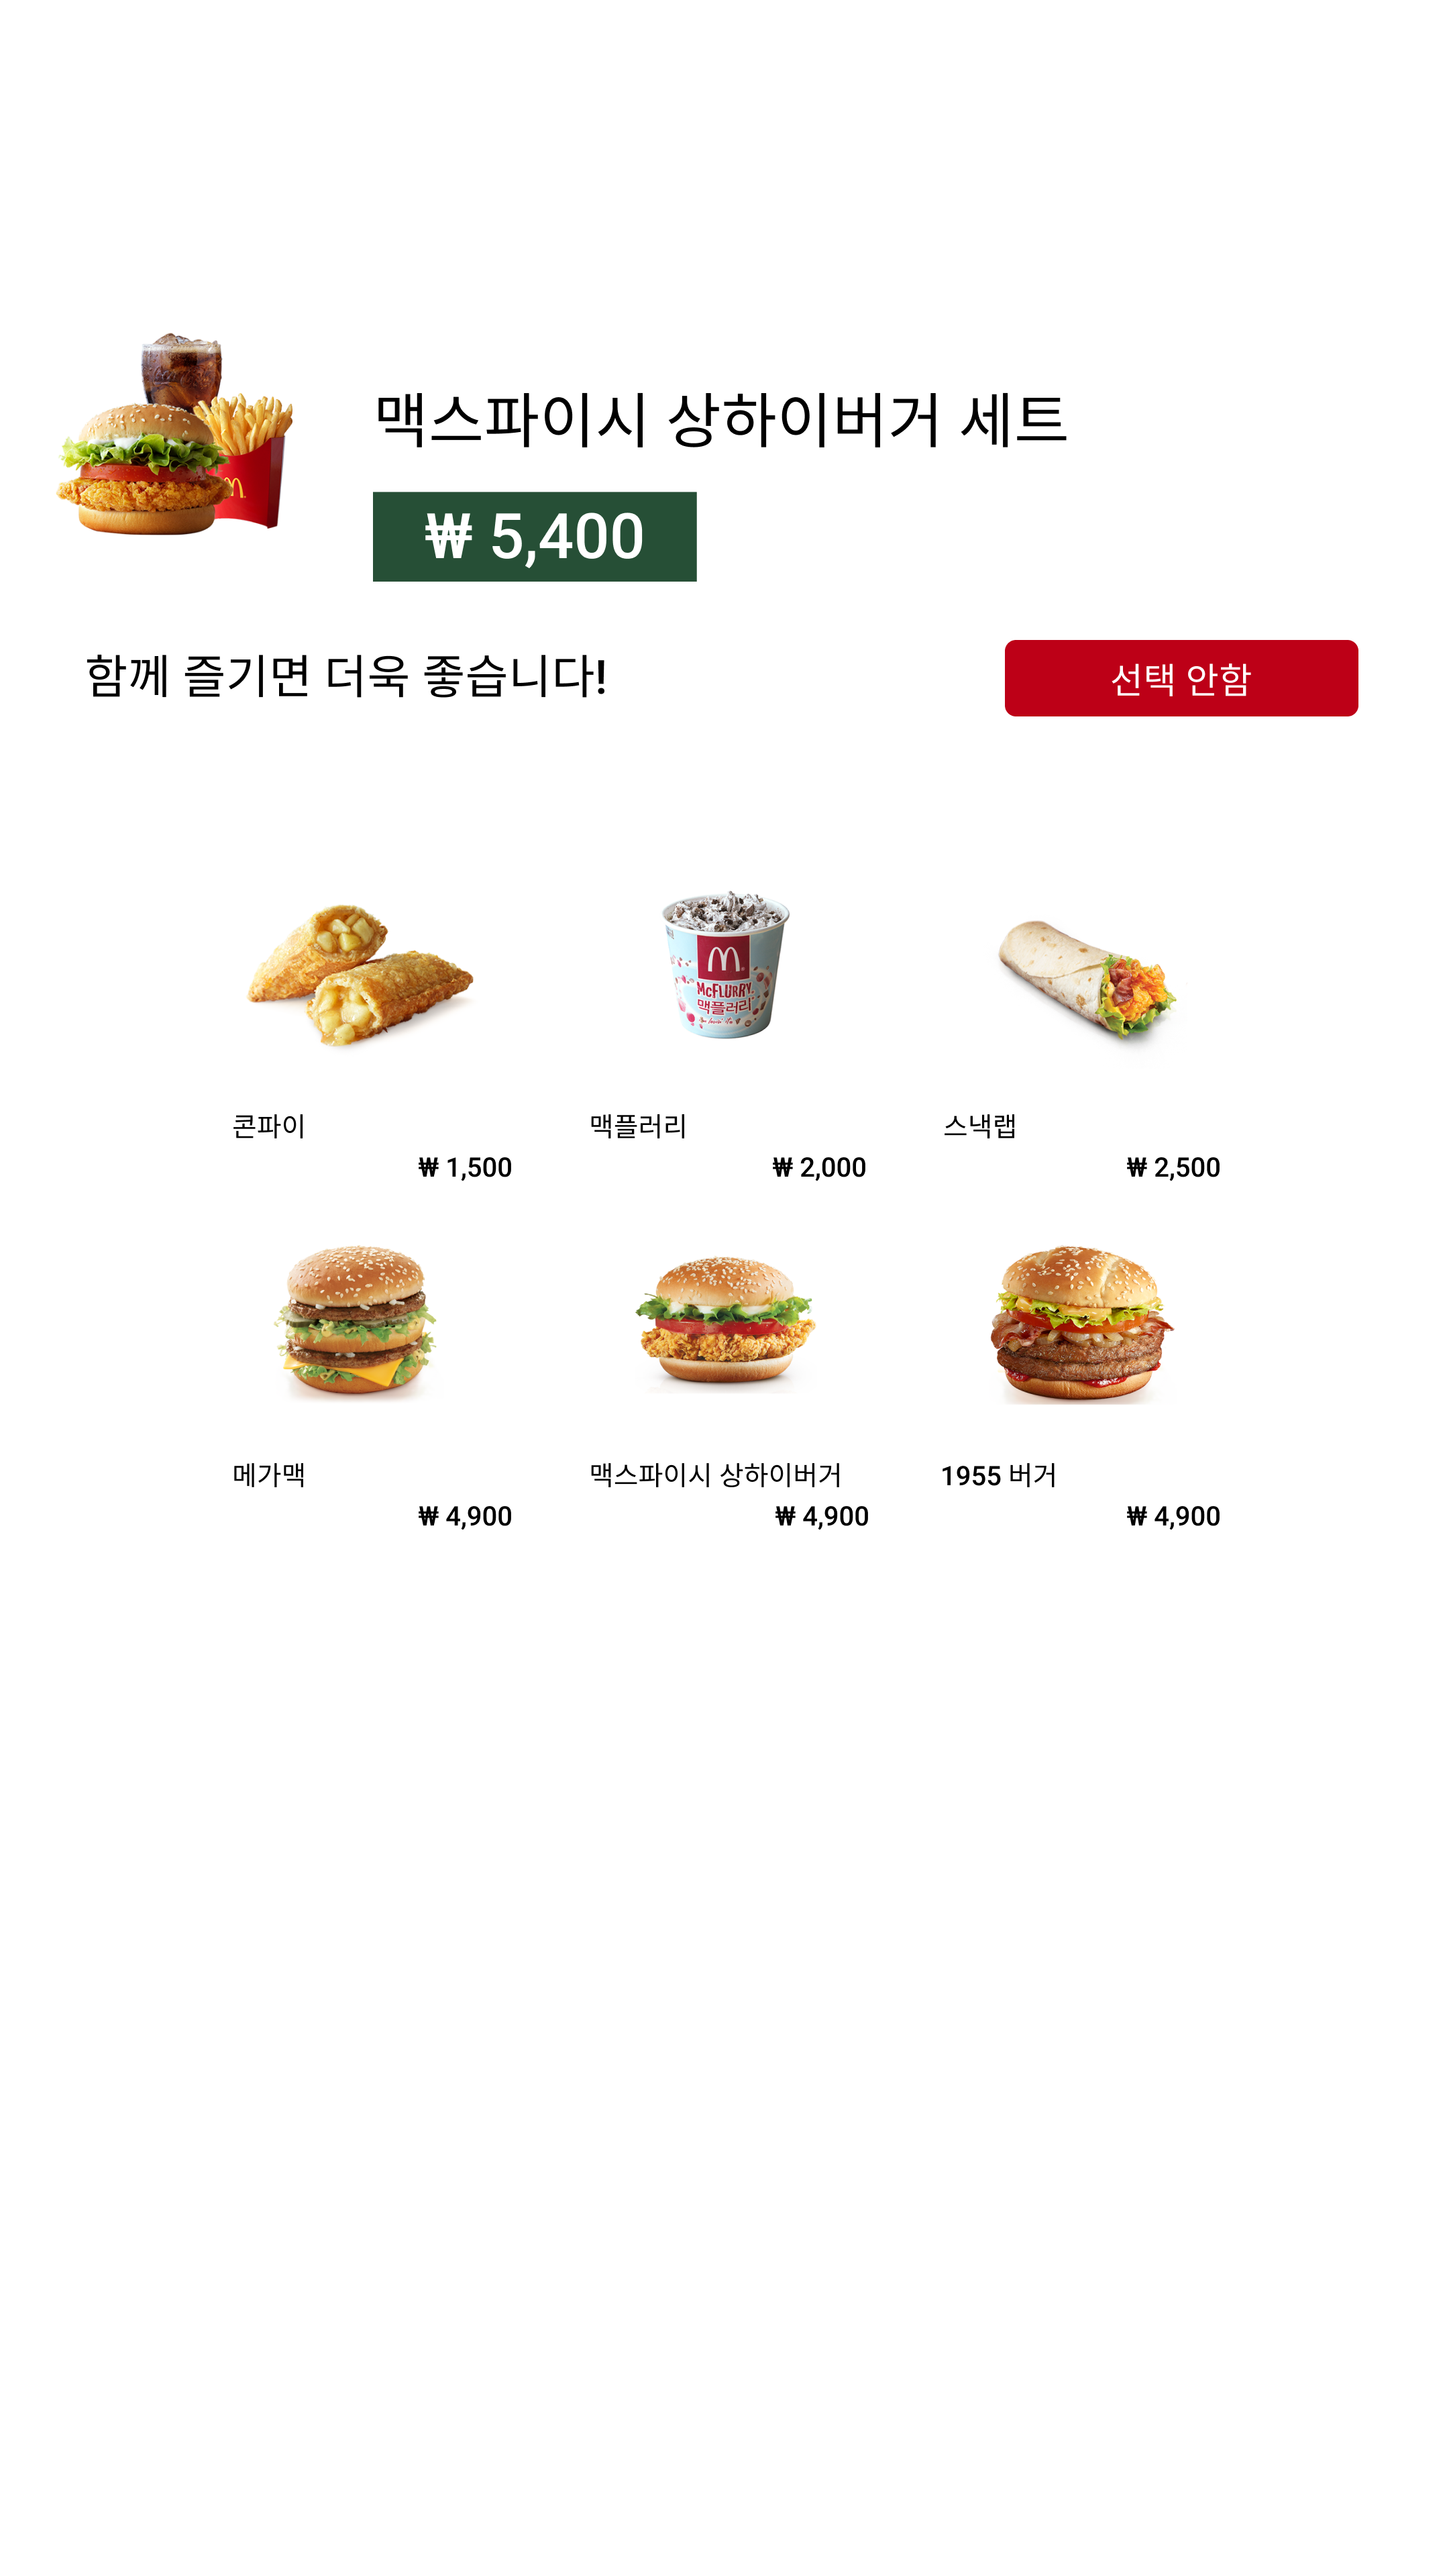 맥스파이시 상하이버거 세트
₩ 5,400
함께 즐기면 더욱 좋습니다!
선택 안함
McFLURRY
맥플러리
콘파이
맥플러리
스낵랩
₩ 1,500
₩ 2,000
₩ 2,500
메가맥
맥스파이시 상하이버거
1955 버거
₩ 4,900
₩ 4,900
₩ 4,900